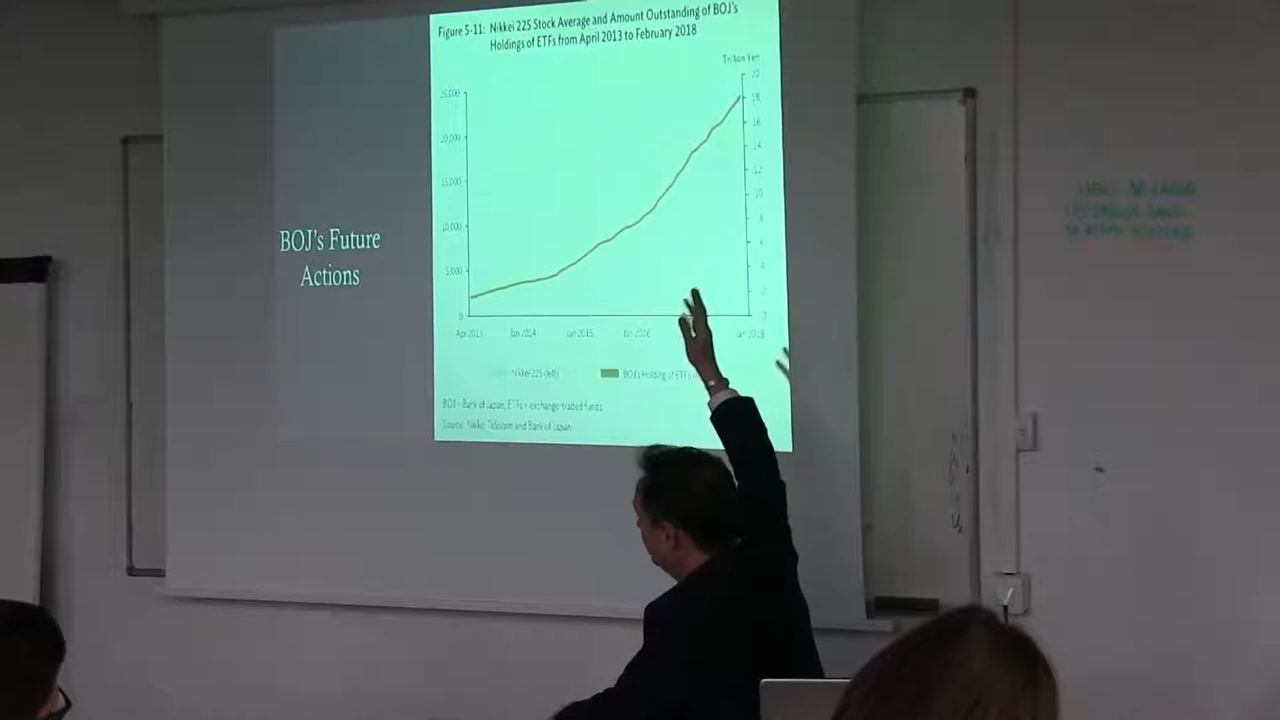 Figure 5-11: Nikkei 225 Stock Average and Amount Outstanding of BOJ's
Holdings of ETFs from April 2013 to February 2018
Trillion Yen
25,000
20,000
15,000
10,000
5,000
0
20
18
16
14
12
10
8
6
4
2
0
Apr 2013
Jan 2014
Jan 2015
Jan 2016
Jan 2018
Nikkei 225 (left)
BOJ's Holding of ETFs
BOJ = Bank of Japan, ETFs = exchange-traded funds
Source: Nikkei Telecom and Bank of Japan
BOJ's Future
Actions